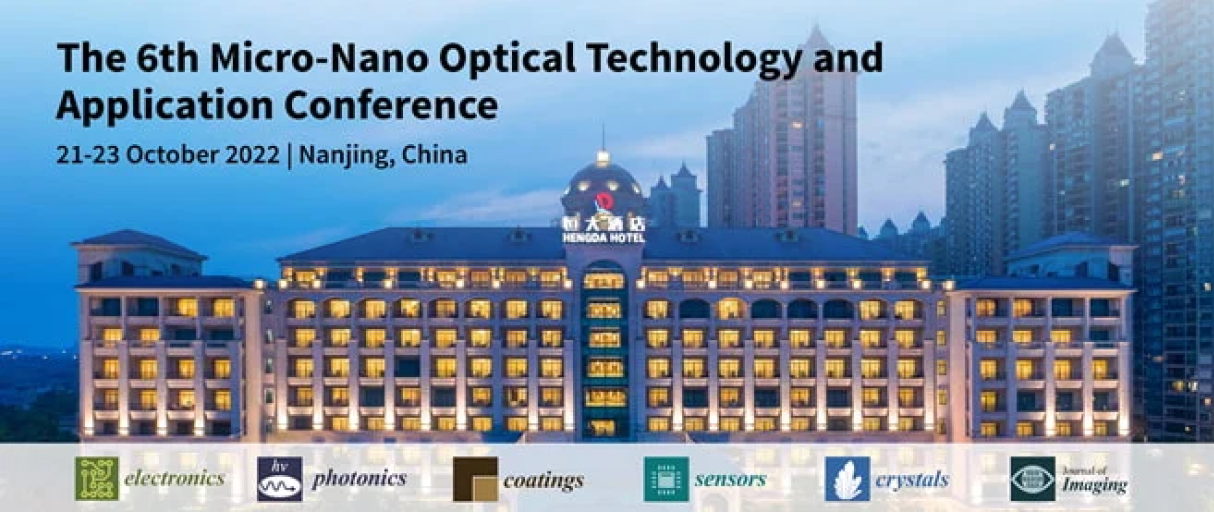 The 6th Micro-Nano Optical Technology and
Application Conference
21-23 October 2022 | Nanjing, China
恒大酒店
HENGDA HOTEL
electronics
hv
photonics
coatings
sensors
crystals
Journal of
Imaging